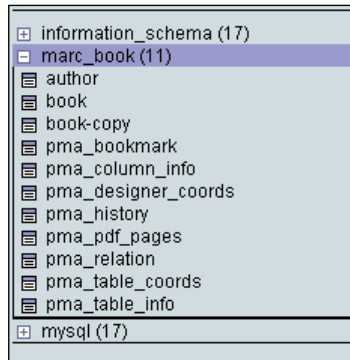 information_schema (17)
marc_book (11)
author
book
book-copy
pma_bookmark
pma_column_info
pma_designer_coords
pma_history
pma_pdf_pages
pma_relation
pma_table_coords
pma_table_info
mysql (17)